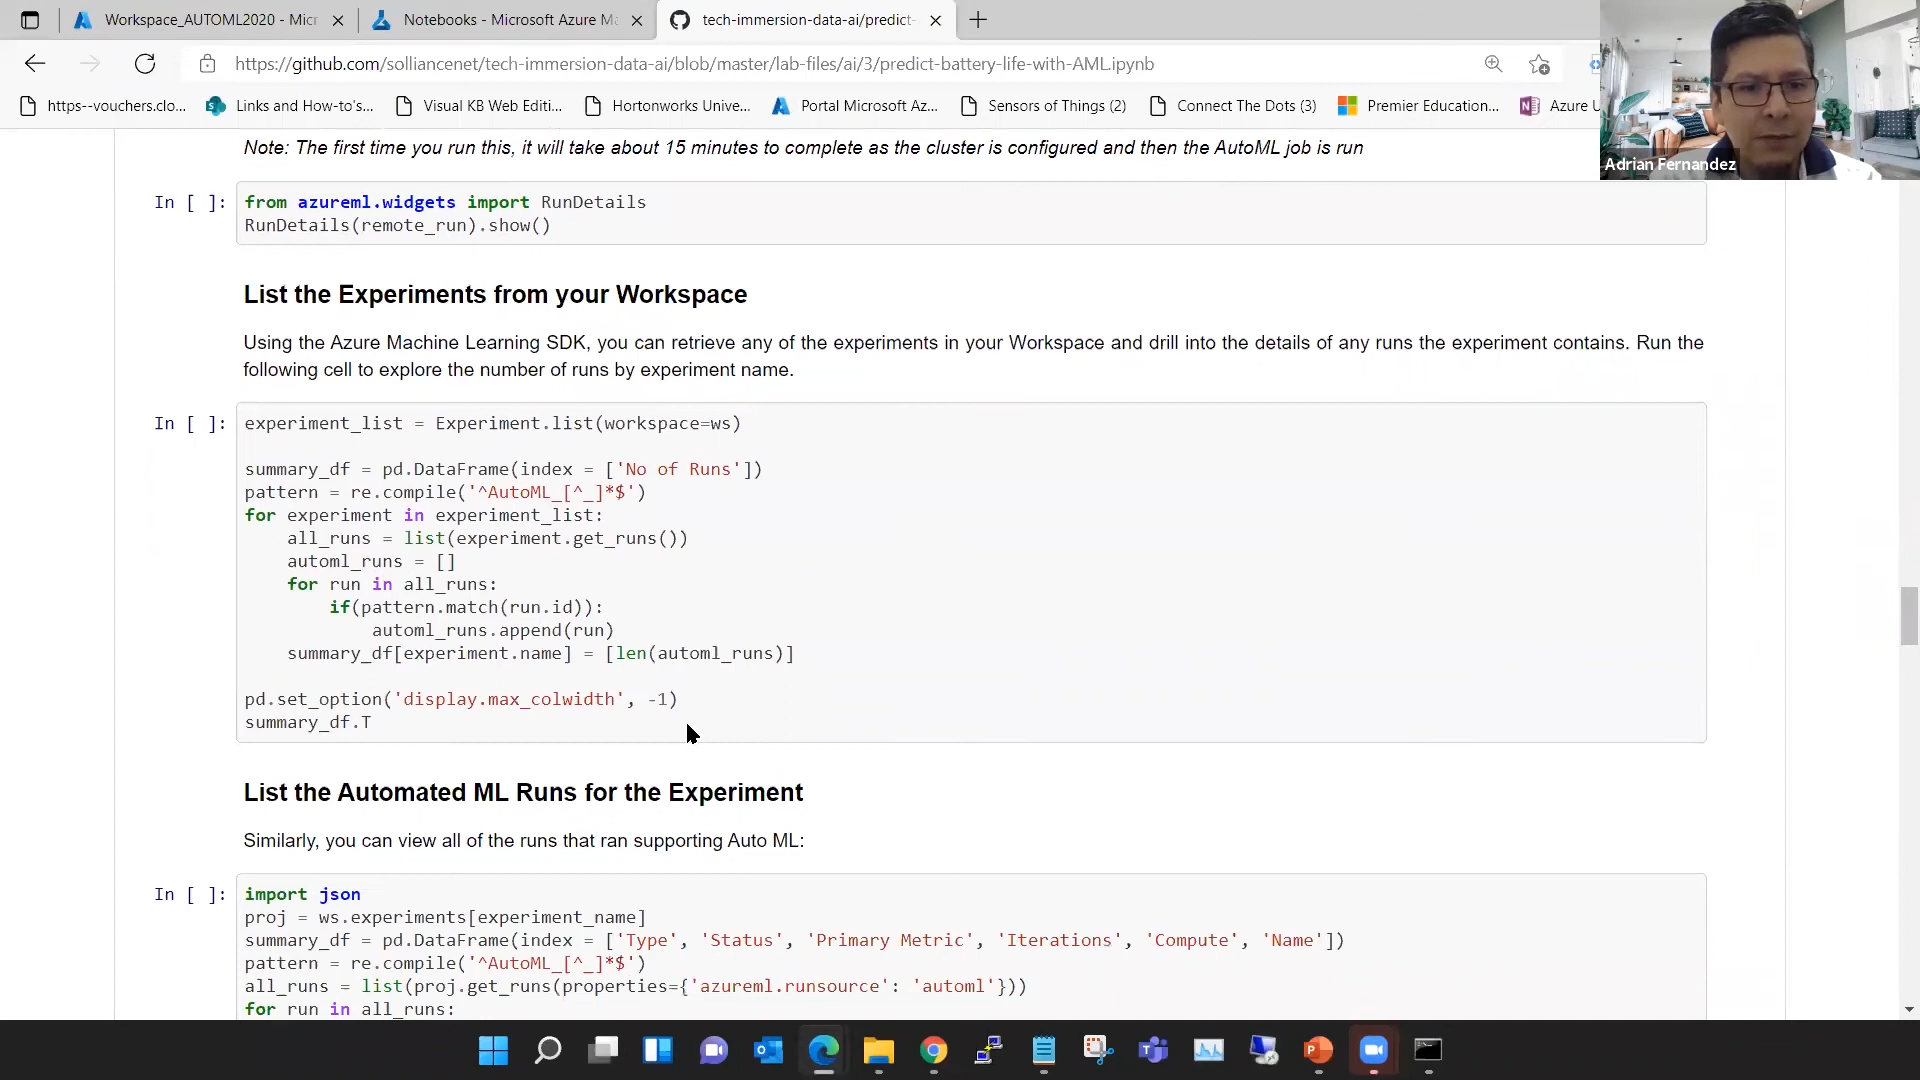 Workspace_AUTOML2020 - Micr
Notebooks - Microsoft Azure Ma
tech-immersion-data-ai/predict-
https://github.com/solliancenet/tech-immersion-data-ai/blob/master/lab-files/ai/3/predict-battery-life-with-AML.ipynb
https--vouchers.clo...
Links and How-to's...
Visual KB Web Editi...
Hortonworks Unive...
Portal Microsoft Az...
Sensors of Things (2)
Connect The Dots (3)
Premier Education...
Azure U
Adrian Fernandez
Note: The first time you run this, it will take about 15 minutes to complete as the cluster is configured and then the AutoML job is run
In [ ]: from azureml.widgets import RunDetails
RunDetails(remote_run).show()
List the Experiments from your Workspace
Using the Azure Machine Learning SDK, you can retrieve any of the experiments in your Workspace and drill into the details of any runs the experiment contains. Run the
following cell to explore the number of runs by experiment name.
In [ ]: experiment_list = Experiment.list(workspace=ws)
summary_df = pd.DataFrame(index = ['No of Runs'])
pattern = re.compile('^AutoML_[^_]*$')
for experiment in experiment_list:
    all_runs = list(experiment.get_runs())
    automl_runs = []
    for run in all_runs:
        if(pattern.match(run.id)):
            automl_runs.append(run)
    summary_df[experiment.name] = [len(automl_runs)]
pd.set_option('display.max_colwidth', -1)
summary_df.T
List the Automated ML Runs for the Experiment
Similarly, you can view all of the runs that ran supporting Auto ML:
In [ ]: import json
proj = ws.experiments[experiment_name]
summary_df = pd.DataFrame(index = ['Type', 'Status', 'Primary Metric', 'Iterations', 'Compute', 'Name'])
pattern = re.compile('^AutoML_[^_]*$')
all_runs = list(proj.get_runs(properties={'azureml.runsource': 'automl'}))
for run in all_runs: